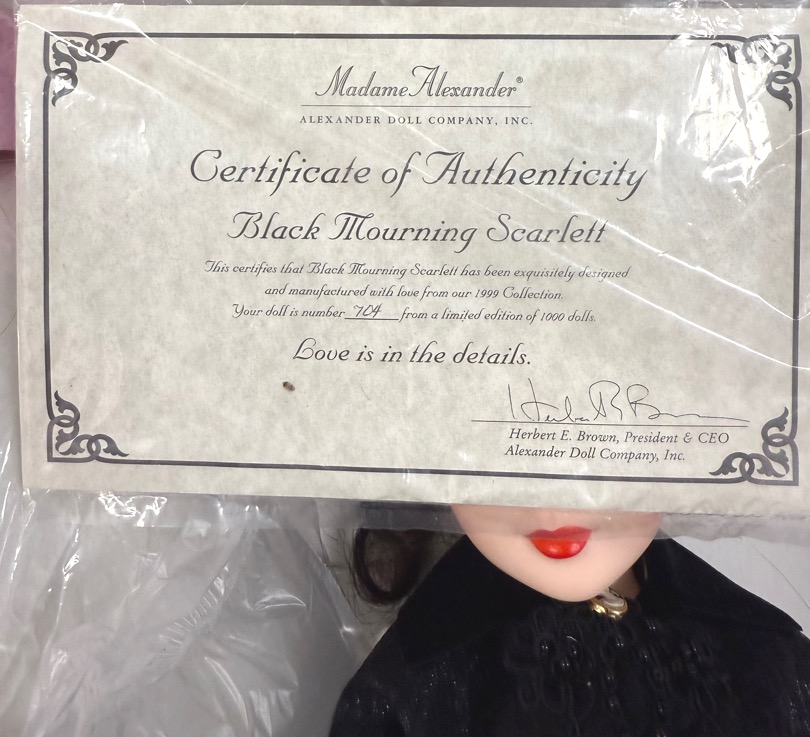 Madame Alexander®
ALEXANDER DOLL COMPANY, INC.
Certificate of Authenticity
Black Mourning Scarlett
This certifies that Black Mourning Scarlett has been exquisitely designed
and manufactured with love from our 1999 Collection.
Your doll is number 704 from a limited edition of 1000 dolls.
Love is in the details.
Herbert E. Brown, President & CEO
Alexander Doll Company, Inc.